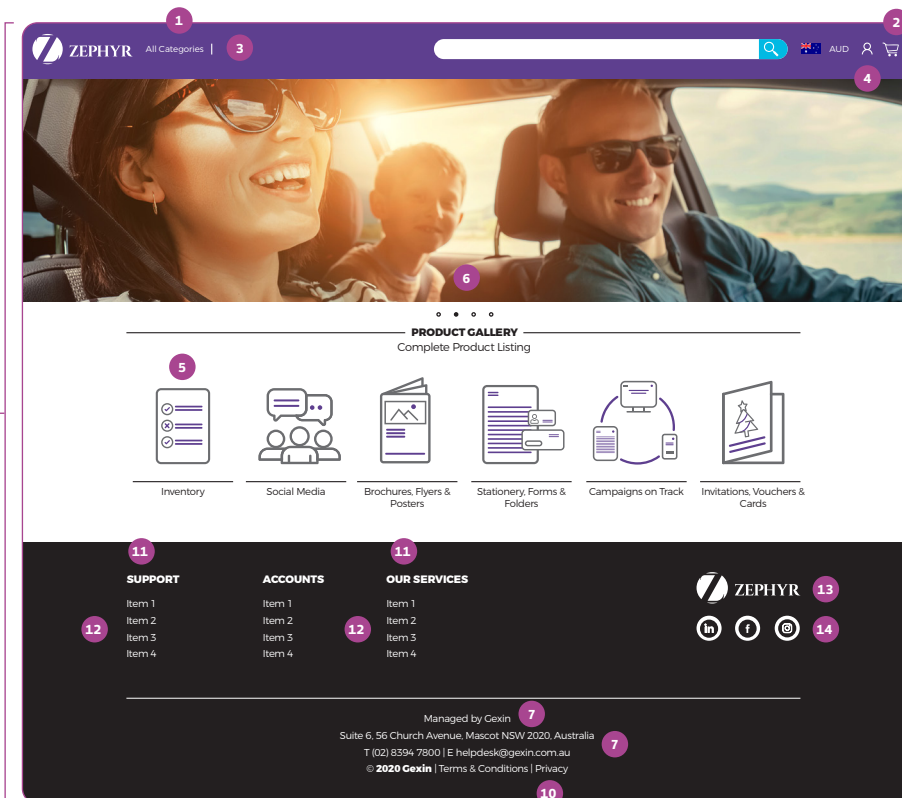 1
2
ZEPHYR All Categories | 3 AUD
4
6
PRODUCT GALLERY
Complete Product Listing
5
Inventory
Social Media
Brochures, Flyers &
Posters
Stationery, Forms &
Folders
Campaigns on Track
Invitations, Vouchers &
Cards
11 11
SUPPORT ACCOUNTS OUR SERVICES
ZEPHYR 13
Item 1 Item 1 Item 1
12 Item 2 Item 2 12 Item 2
in f 14
Item 3 Item 3 Item 3
Item 4 Item 4 Item 4
Managed by Gexin 7
Suite 6, 56 Church Avenue, Mascot NSW 2020, Australia 7
T (02) 8394 7800 | E helpdesk@gexin.com.au
© 2020 Gexin | Terms & Conditions | Privacy
10